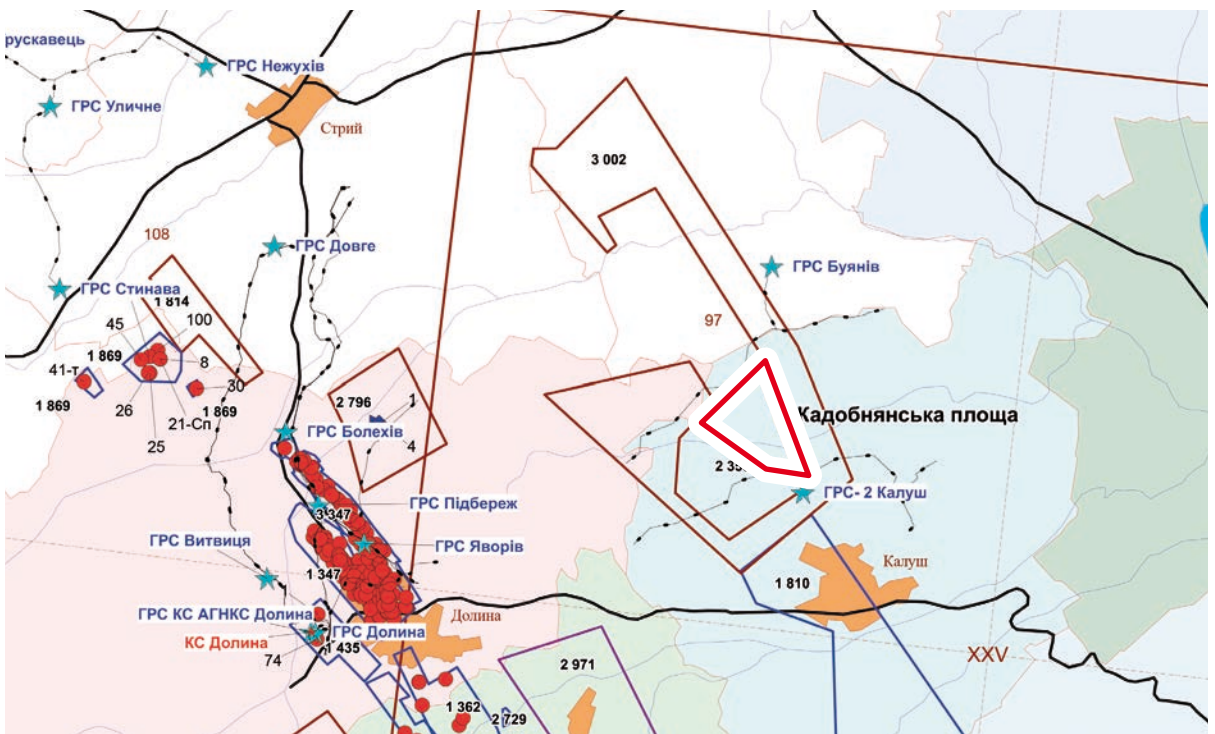 рускавець
ГРС Нежухів
ГРС Уличне
Стрий
3 002
108
ГРС Довге
ГРС Буянів
ГРС Стинава
1 814
97
45
100
1 869
8
41-т
30
1 869
26
21-Сп
1 869
25
2 796
1
4
Кадобнянська площа
ГРС Болехів
ГРС- 2 Калуш
ГРС Підбереж
3 347
ГРС Витвиця
ГРС Яворів
1 347
Калуш
1 810
ГРС КС АГНКС Долина
Долина
КС Долина
ГРС Долина
74
1 435
2 971
XXV
1 362
2 729